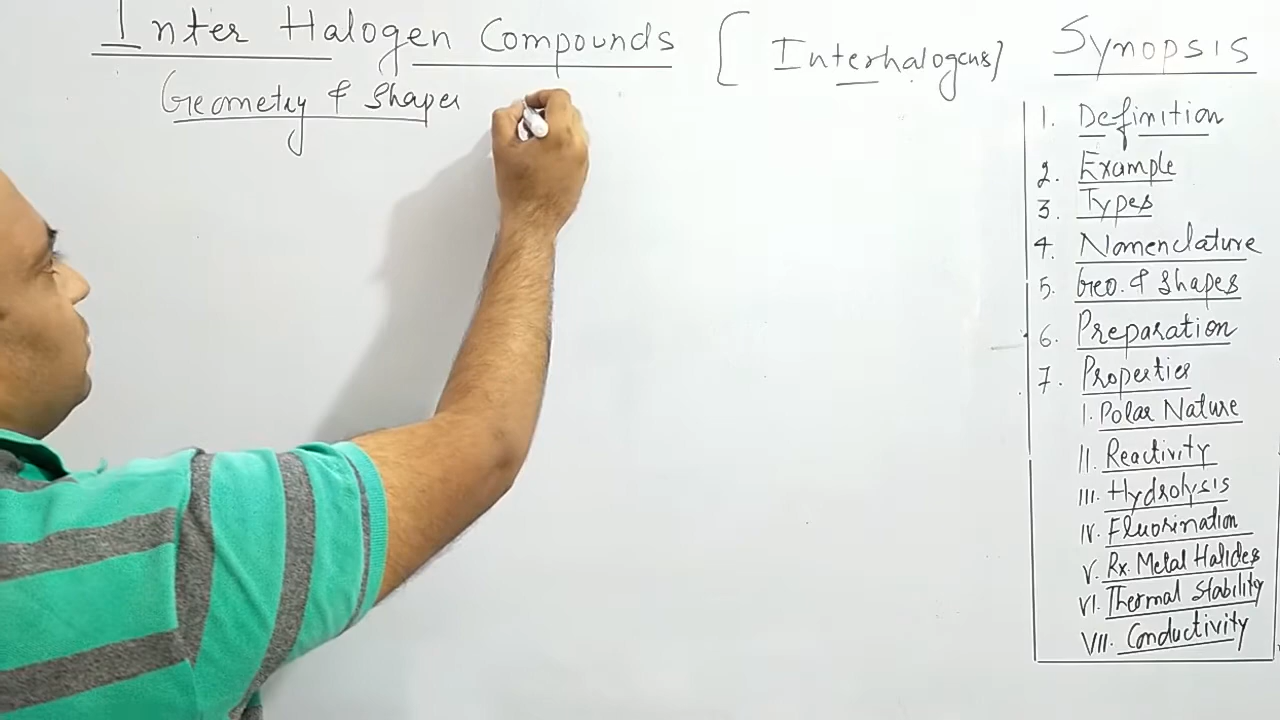 Inter Halogen Compounds [Interhalogens]
Geometry & Shapes
Synopsis
1. Definition
2. Example
3. Types
4. Nomenclature
5. Geo. & Shapes
6. Preparation
7. Properties
I. Polar Nature
II. Reactivity
III. Hydrolysis
IV. Fluorination
V. Rx. Metal Halides
VI. Thermal Stability
VII. Conductivity